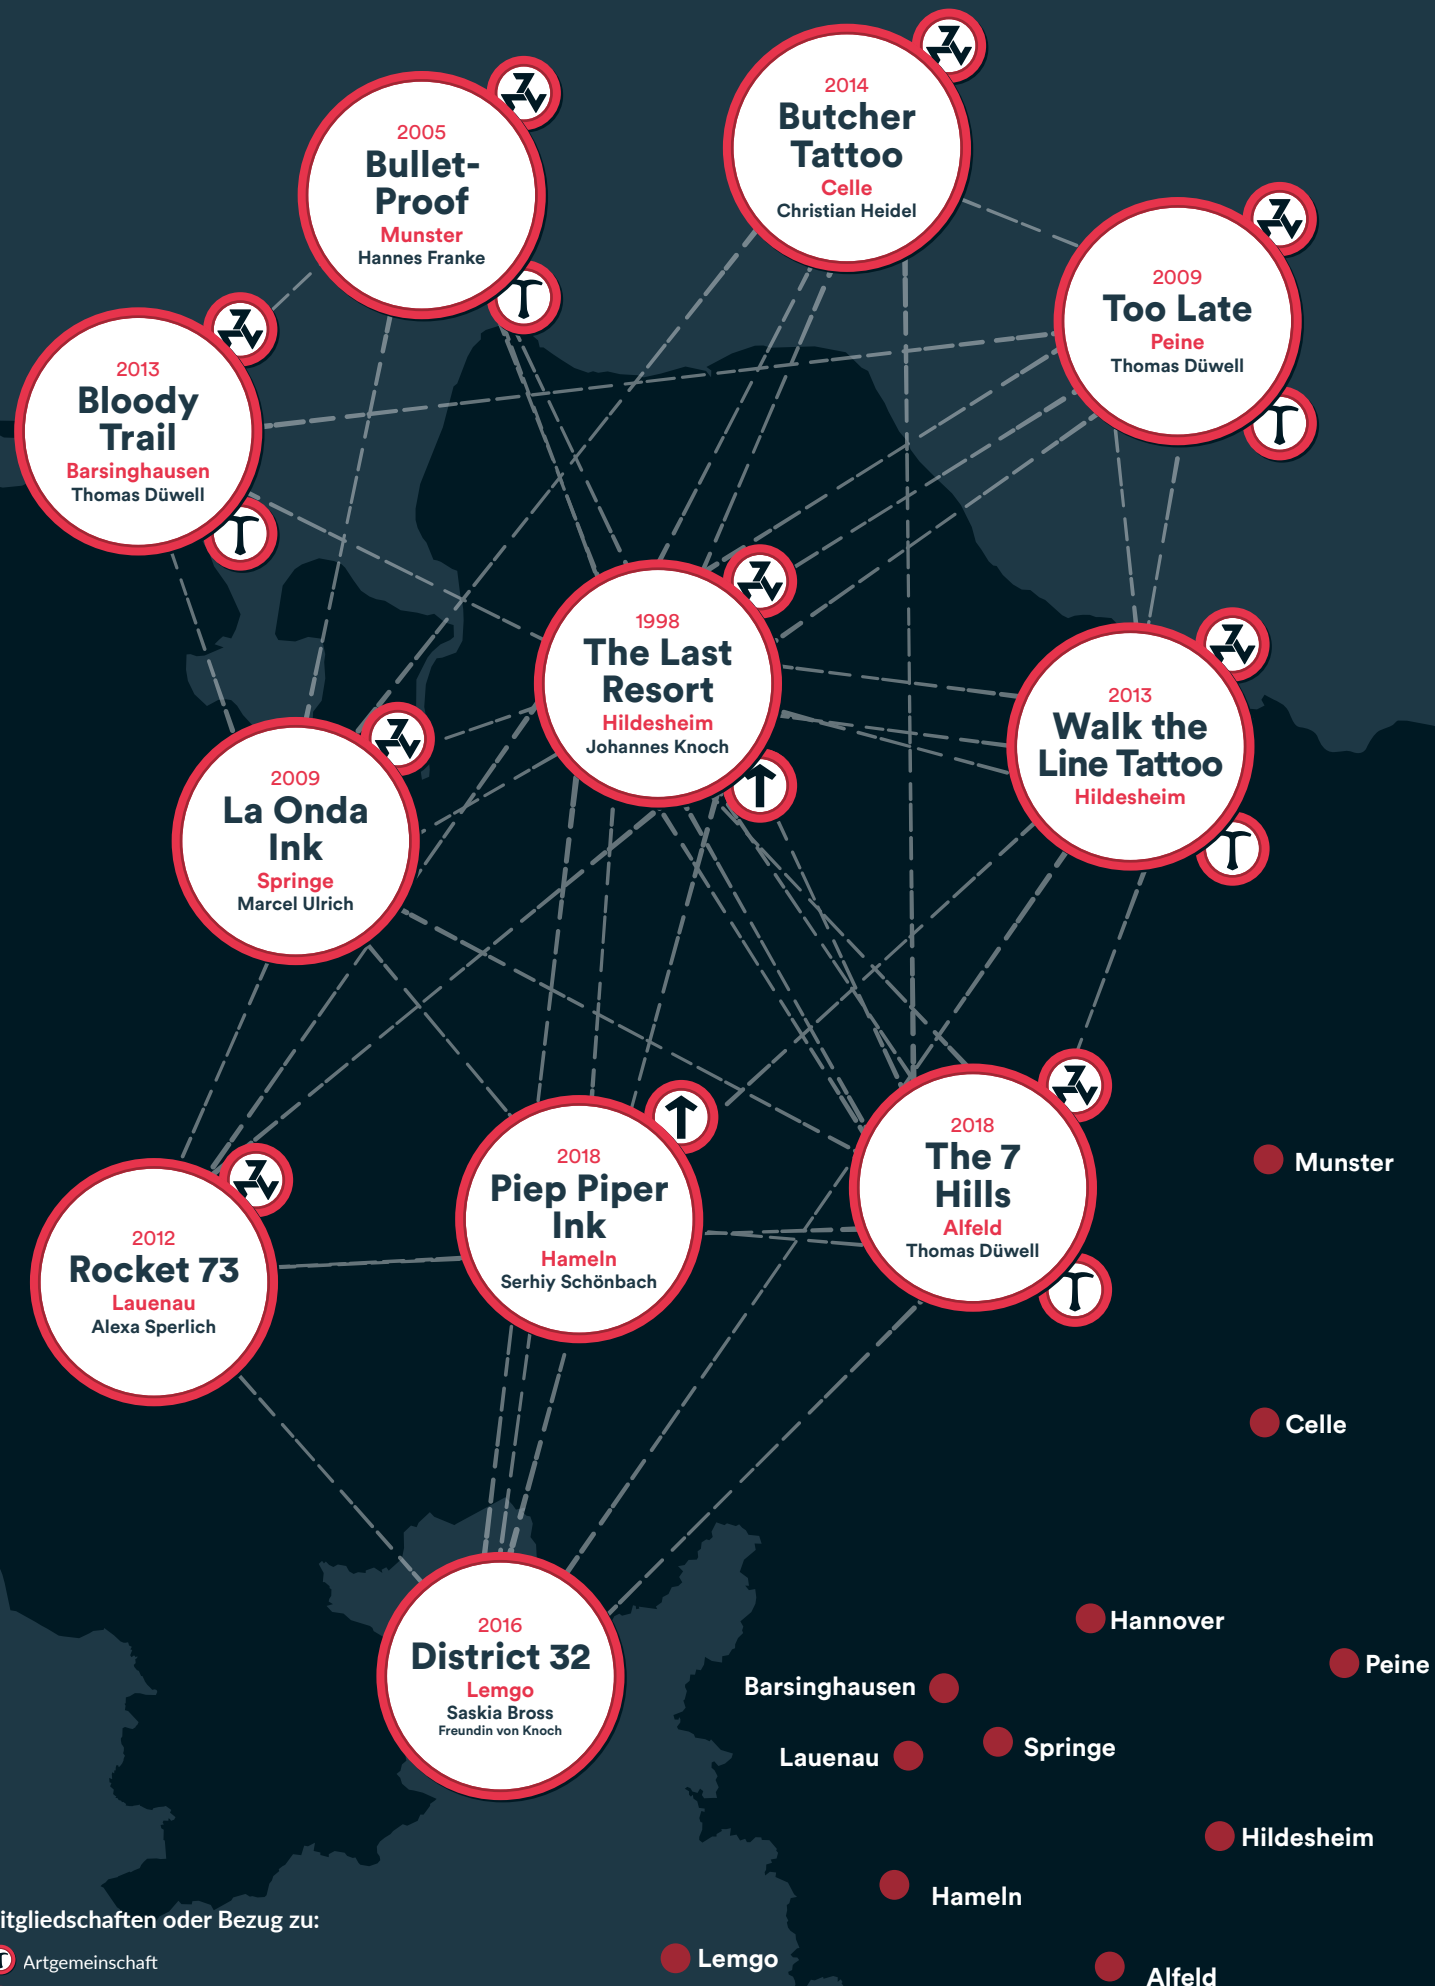 2014
Butcher
Tattoo
Celle
Christian Heidel
2005
Bullet-
Proof
Munster
Hannes Franke
2009
Too Late
Peine
Thomas Düwell
2013
Bloody
Trail
Barsinghausen
Thomas Düwell
1998
The Last
Resort
Hildesheim
Johannes Knoch
2013
Walk the
Line Tattoo
Hildesheim
2009
La Onda
Ink
Springe
Marcel Ulrich
2018
The 7
Hills
Alfeld
Thomas Düwell
2018
Piep Piper
Ink
Hameln
Serhiy Schönbach
2012
Rocket 73
Lauenau
Alexa Sperlich
2016
District 32
Lemgo
Saskia Bross
Freundin von Knoch
Munster
Celle
Hannover
Peine
Barsinghausen
Springe
Lauenau
Hildesheim
Hameln
Lemgo
Alfeld
itgliedschaften oder Bezug zu:
Artgemeinschaft